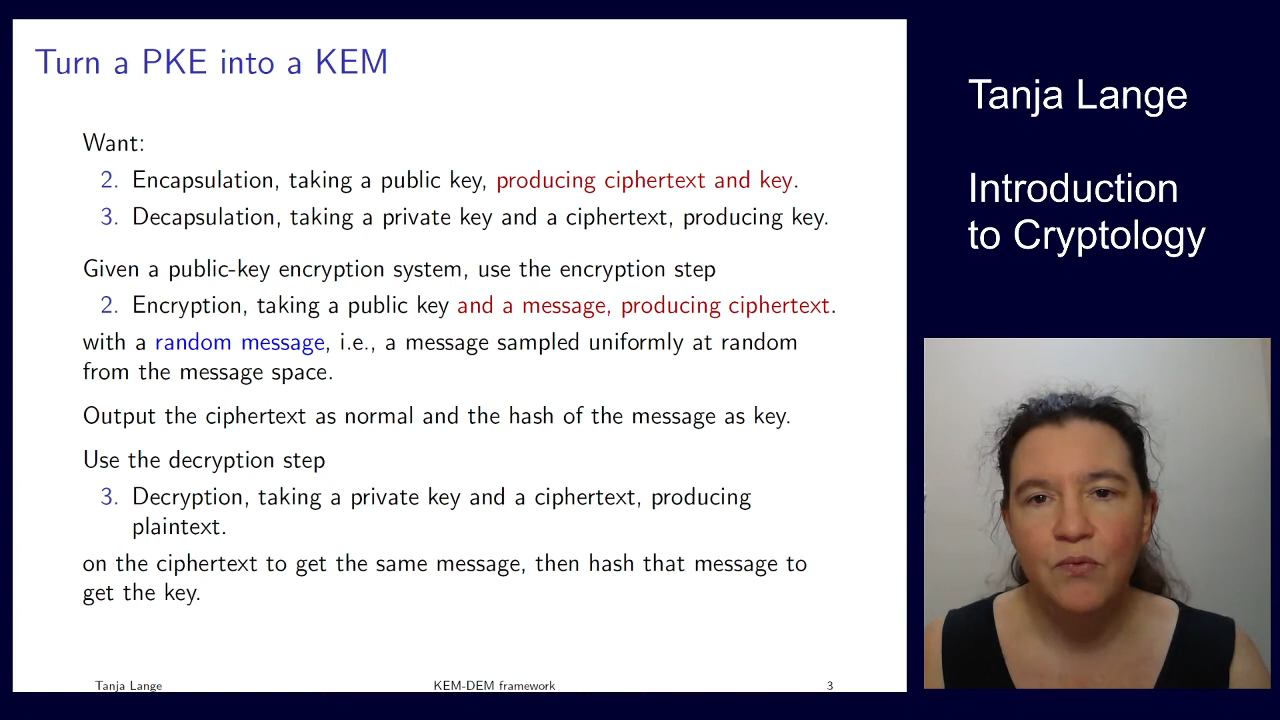 Turn a PKE into a KEM
Want:
2. Encapsulation, taking a public key, producing ciphertext and key.
3. Decapsulation, taking a private key and a ciphertext, producing key.
Given a public-key encryption system, use the encryption step
2. Encryption, taking a public key and a message, producing ciphertext.
with a random message, i.e., a message sampled uniformly at random
from the message space.
Output the ciphertext as normal and the hash of the message as key.
Use the decryption step
3. Decryption, taking a private key and a ciphertext, producing
plaintext.
on the ciphertext to get the same message, then hash that message to
get the key.
Tanja Lange KEM-DEM framework 3
Tanja Lange
Introduction
to Cryptology